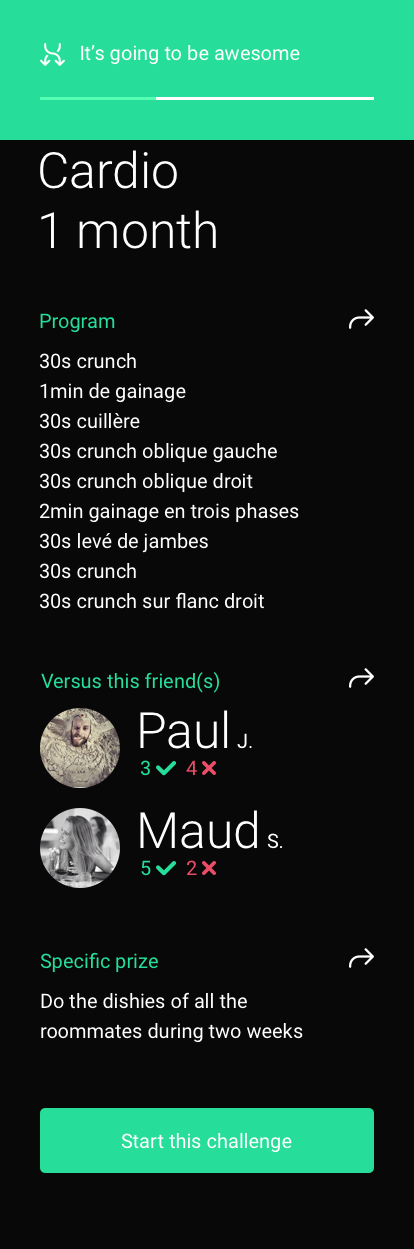 It’s going to be awesome
Cardio
1 month
Program
30s crunch
1min de gainage
30s cuillère
30s crunch oblique gauche
30s crunch oblique droit
2min gainage en trois phases
30s levé de jambes
30s crunch
30s crunch sur flanc droit
Versus this friend(s)
Paul J.
3 4
Maud S.
5 2
Specific prize
Do the dishies of all the
roommates during two weeks
Start this challenge